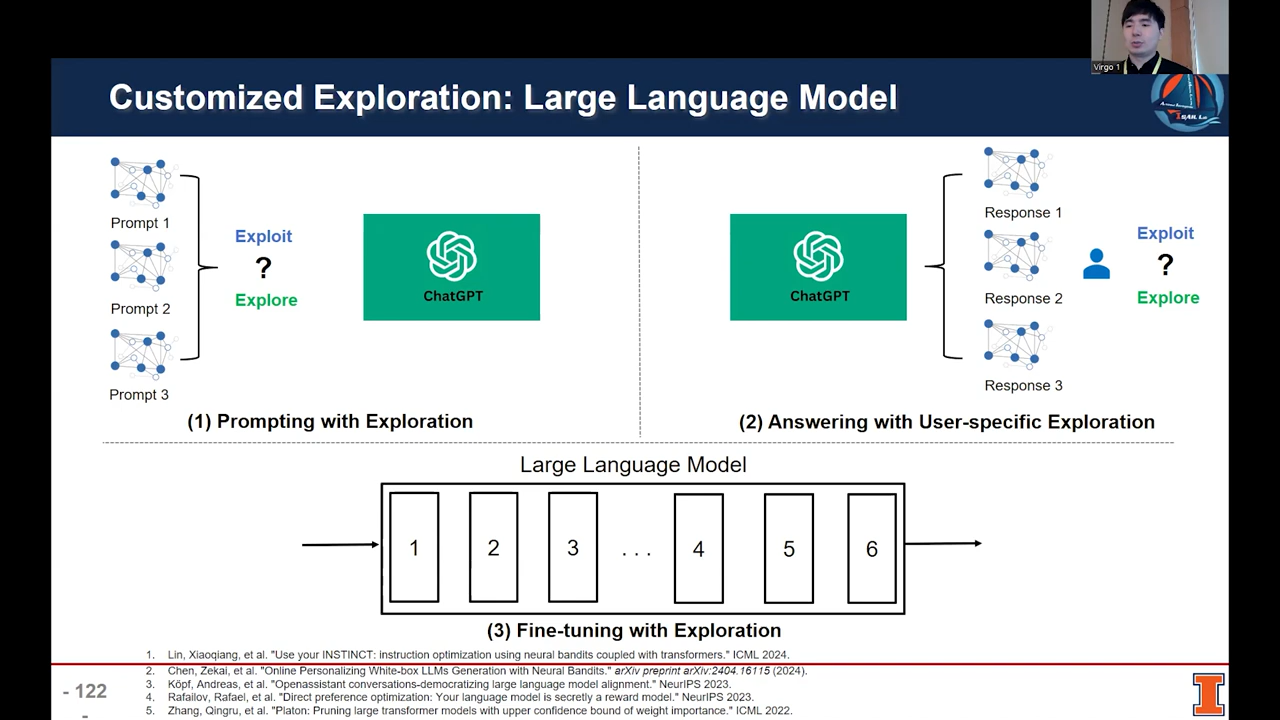 Virgo 1
Customized Exploration: Large Language Model
Prompt 1
Prompt 2
Prompt 3
Exploit
?
Explore
ChatGPT
(1) Prompting with Exploration
ChatGPT
Response 1
Response 2
Response 3
Exploit
?
Explore
(2) Answering with User-specific Exploration
Large Language Model
1 2 3 . . . 4 5 6
(3) Fine-tuning with Exploration
1. Lin, Xiaoqiang, et al. "Use your INSTINCT: instruction optimization using neural bandits coupled with transformers." ICML 2024.
2. Chen, Zekai, et al. "Online Personalizing White-box LLMs Generation with Neural Bandits." arXiv preprint arXiv:2404.16115 (2024).
3. Köpf, Andreas, et al. "Openassistant conversations-democratizing large language model alignment." NeurIPS 2023.
4. Rafailov, Rafael, et al. "Direct preference optimization: Your language model is secretly a reward model." NeurIPS 2023.
5. Zhang, Qingru, et al. "Platon: Pruning large transformer models with upper confidence bound of weight importance." ICML 2022.
- 122
-